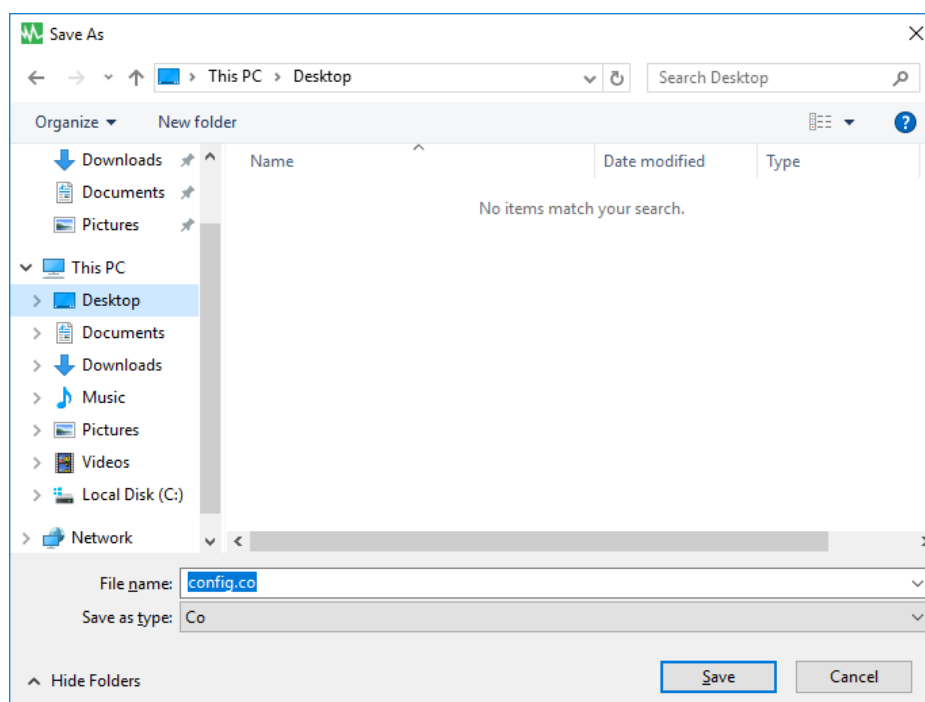 Save As
This PC > Desktop
Search Desktop
Organize
New folder
?
Downloads
Documents
Pictures
This PC
Desktop
Documents
Downloads
Music
Pictures
Videos
Local Disk (C:)
Network
Name
Date modified
Type
No items match your search.
File name: config.co
Save as type: Co
Hide Folders
Save
Cancel